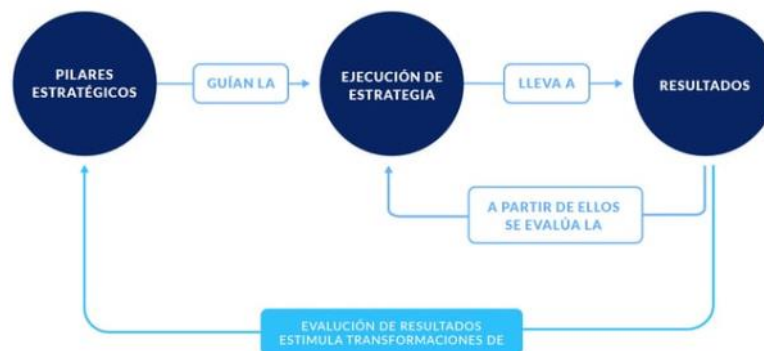 PILARES
ESTRATÉGICOS
GUÍAN LA
EJECUCIÓN DE
ESTRATEGIA
LLEVA A
RESULTADOS
A PARTIR DE ELLOS
SE EVALÚA LA
EVALUCIÓN DE RESULTADOS
ESTIMULA TRANSFORMACIONES DE